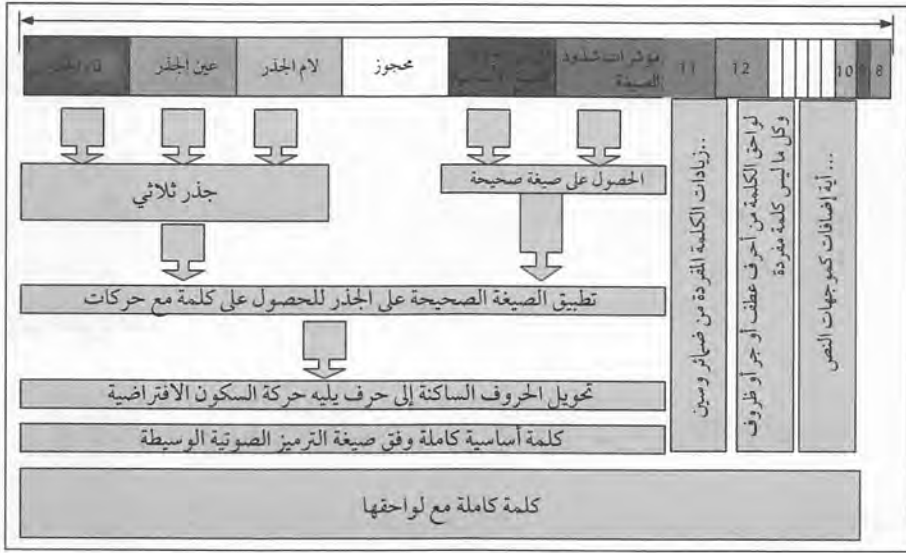 عين الجذر
لام الجذر
محجوز
مؤثرات شذوذ
الصيغة
11
12
10
8
جذر ثلاثي
الحصول على صيغة صحيحة
تطبيق الصيغة الصحيحة على الجذر للحصول على كلمة مع حركات
تحويل الحروف الساكنة إلى حرف يليه حركة السكون الافتراضية
كلمة أساسية كاملة وفق صيغة الترميز الصوتية الوسيطة
..زيادات الكلمة المفردة من ضمائر وسين
لواحق الكلمة من أحرف عطف أو جر أو ظروف
وكل ما ليس كلمة مفردة
... أية إضافات كموجهات النص
كلمة كاملة مع لواحقها